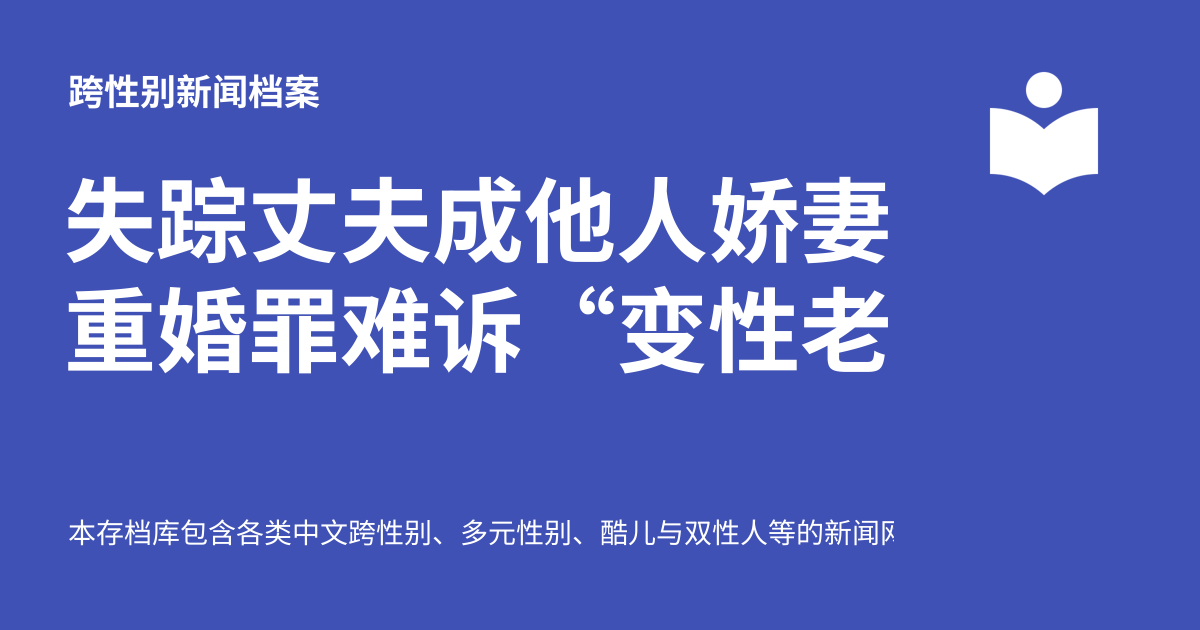 跨性别新闻档案
失踪丈夫成他人娇妻
重婚罪难诉“变性老
本存档库包含各类中文跨性别、多元性别、酷儿与双性人等的新闻网